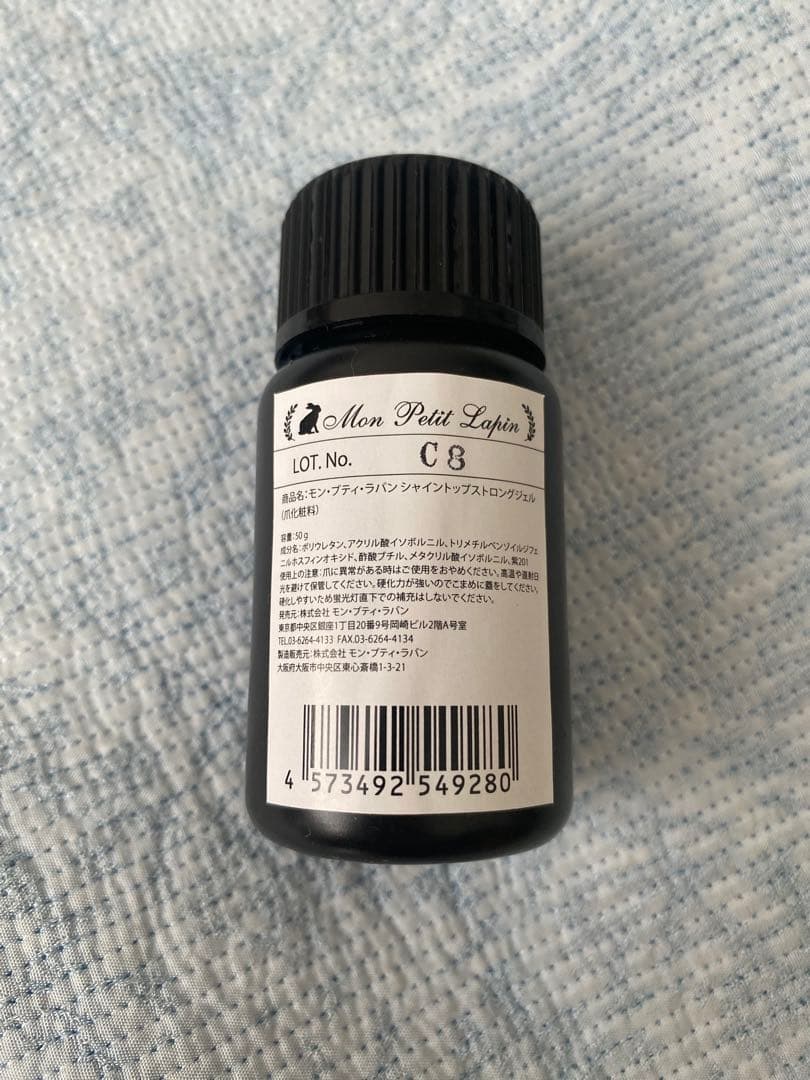 Mon Petit Lapin
LOT. No. C8
商品名：モン・プティ・ラパン シャイントップストロングジェル
（爪化粧料）
容量：50g
成分名：ポリウレタン、アクリル酸イソボルニル、トリメチルベンゾイルジフェ
ニルホスフィンオキシド、酢酸ブチル、メタクリル酸イソボルニル、紫201
使用上の注意：爪に異常がある時はご使用をおやめください。高温や直射日
光を避けて保管してください。硬化力が強いのでこまめに蓋をしてください。
硬化しやすいため蛍光灯直下での補充はしないでください。
発売元：株式会社 モン・プティ・ラパン
東京都中央区銀座1丁目20番9号岡崎ビル2階A号室
TEL.03-6264-4133 FAX.03-6264-4134
製造販売元：株式会社 モン・プティ・ラパン
大阪府大阪市中央区東心斎橋1-3-21
4 573492 549280